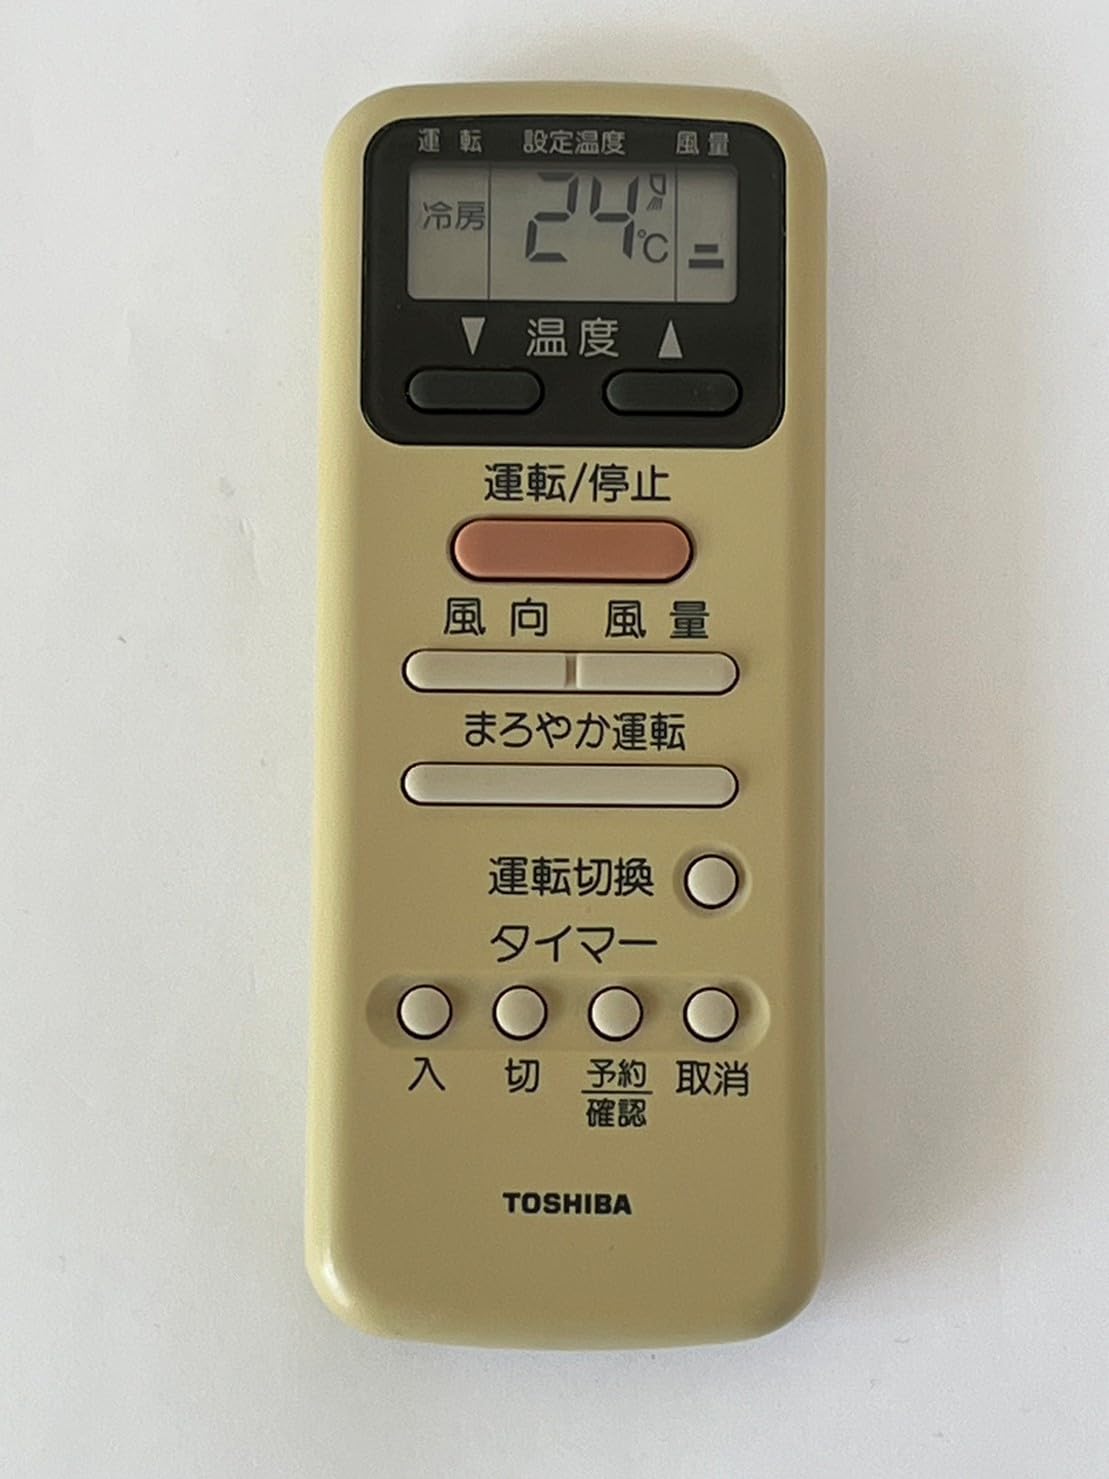 運転 設定温度 風量
冷房 24℃
▼ 温度 ▲
運転/停止
風向 風量
まろやか運転
運転切換
タイマー
入 切 予約 取消
確認
TOSHIBA